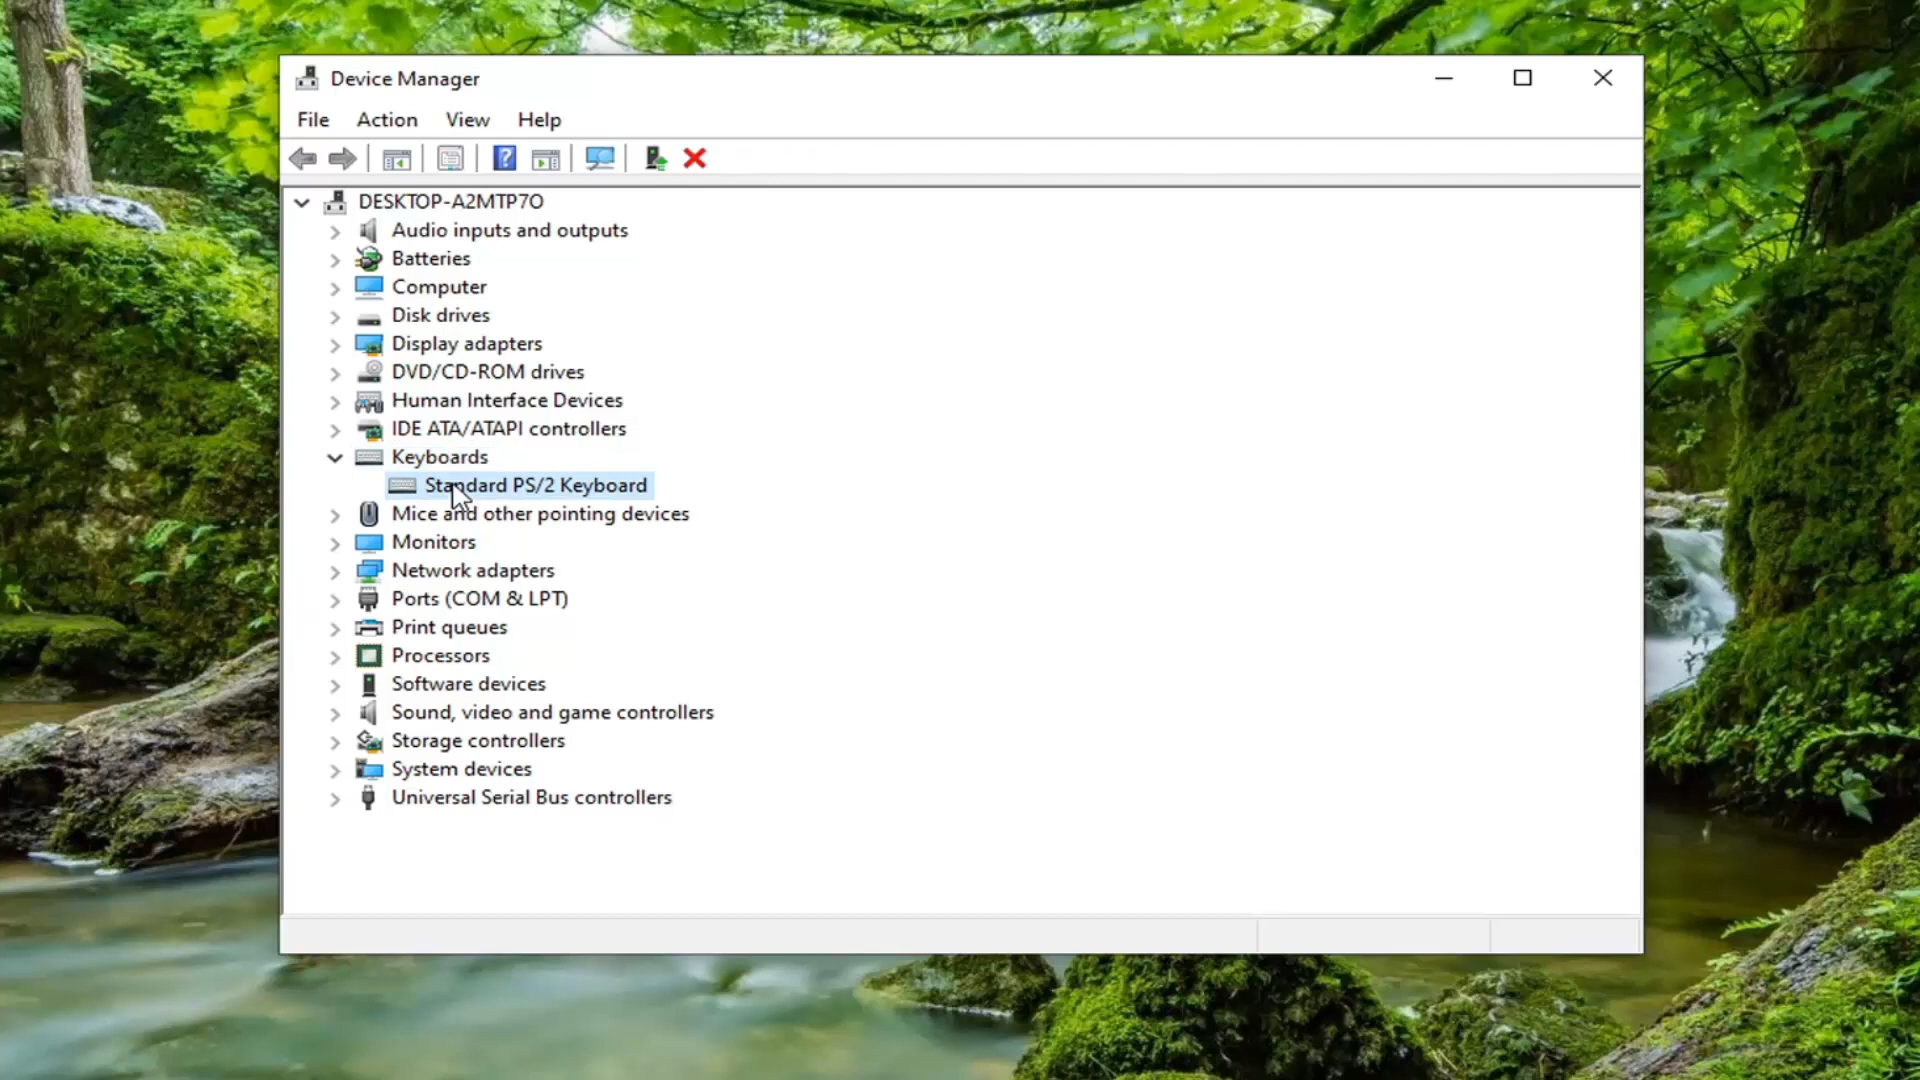 Device Manager
File Action View Help
DESKTOP-A2MTP7O
Audio inputs and outputs
Batteries
Computer
Disk drives
Display adapters
DVD/CD-ROM drives
Human Interface Devices
IDE ATA/ATAPI controllers
Keyboards
Standard PS/2 Keyboard
Mice and other pointing devices
Monitors
Network adapters
Ports (COM & LPT)
Print queues
Processors
Software devices
Sound, video and game controllers
Storage controllers
System devices
Universal Serial Bus controllers